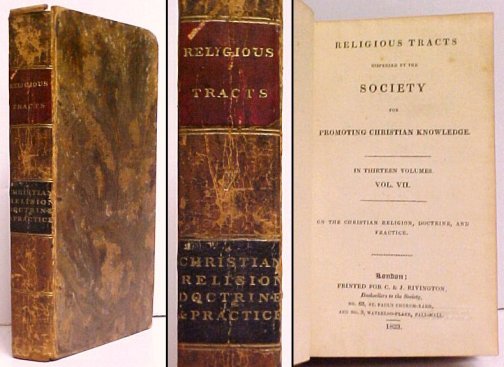 RELIGIOUS
TRACTS
CHRISTIAN
RELIGION
DOCTRINE
& PRACTICE
RELIGIOUS
TRACTS
CHRISTIAN
RELISION
DOCTRINE
& PRACTICE
RELIGIOUS TRACTS
DISPERSED BY THE
SOCIETY
FOR
PROMOTING CHRISTIAN KNOWLEDGE.
IN THIRTEEN VOLUMES.
VOL. VII.
ON THE CHRISTIAN RELIGION, DOCTRINE, AND
PRACTICE.
London:
PRINTED FOR C. & J. RIVINGTON,
Booksellers to the Society,
NO. 62, ST. PAUL'S CHURCH-YARD,
AND NO. 3, WATERLOO-PLACE, PALL-MALL.
1823.